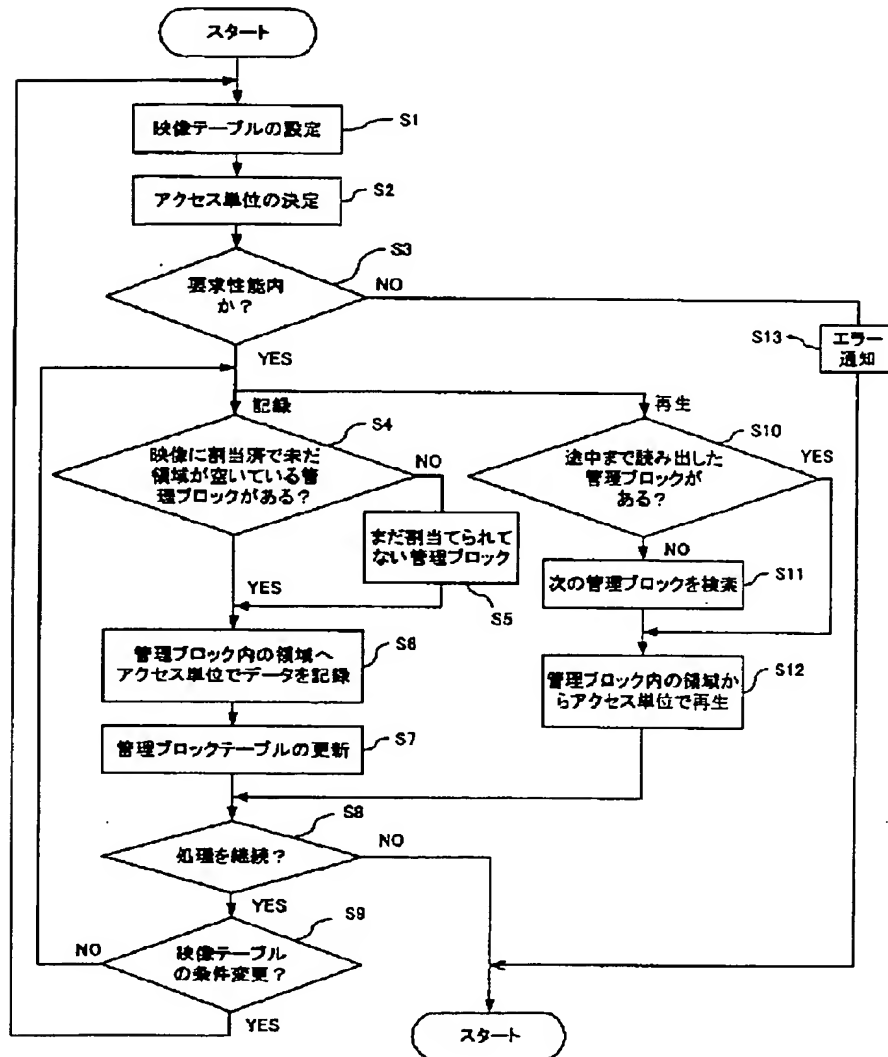 スタート
映像テーブルの設定
S1
アクセス単位の決定
S2
要求性能内
か？
S3
NO
YES
S13
エラー
通知
記録
再生
映像に割当済で未だ
領域が空いている管
理ブロックがある？
S4
NO
YES
まだ割当てられて
ない管理ブロック
S5
途中まで読み出した
管理ブロックが
ある？
S10
YES
NO
次の管理ブロックを検索
S11
管理ブロック内の領域へ
アクセス単位でデータを記録
S6
管理ブロック内の領域か
らアクセス単位で再生
S12
管理ブロックテーブルの更新
S7
処理を継続？
S8
NO
YES
映像テーブル
の条件変更？
S9
NO
YES
スタート